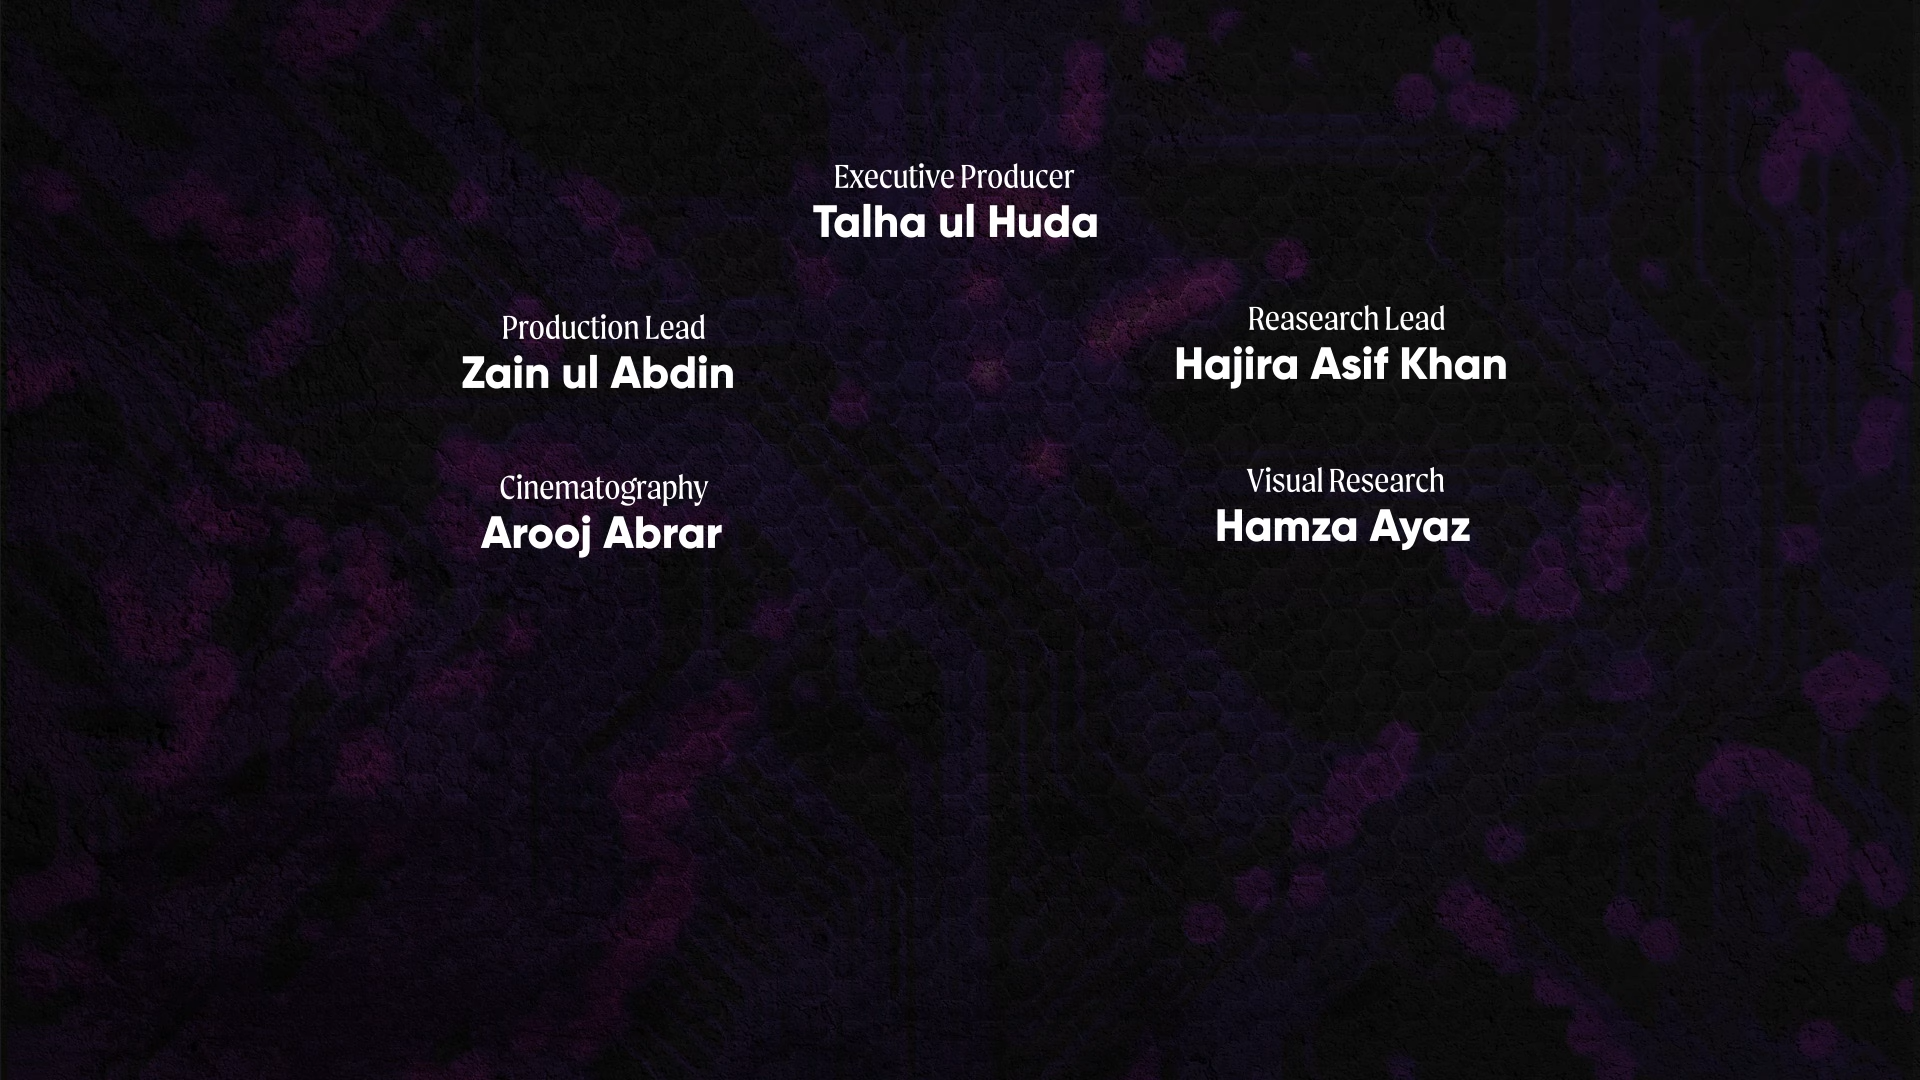 Executive Producer
Talha ul Huda
Production Lead
Zain ul Abdin
Reasearch Lead
Hajira Asif Khan
Cinematography
Arooj Abrar
Visual Research
Hamza Ayaz